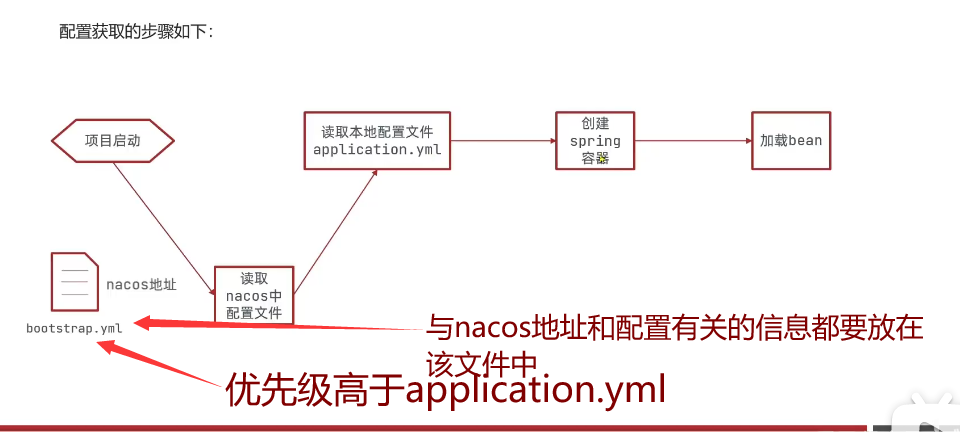 配置获取的步骤如下：
项目启动
读取本地配置文件
application.yml
创建
spring
容器
加载bean
nacos地址
bootstrap.yml
读取
nacos中
配置文件
与nacos地址和配置有关的信息都要放在
该文件中
优先级高于application.yml